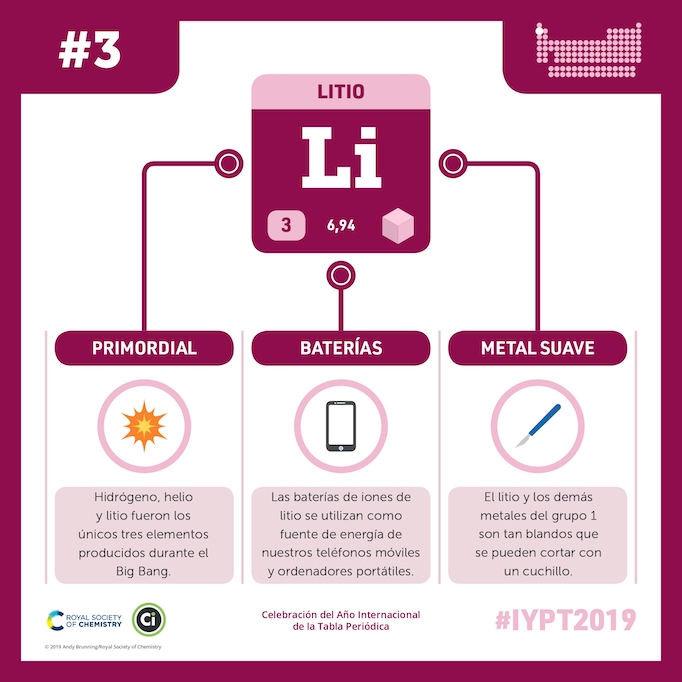 #3
LITIO
Li
3
6,94
PRIMORDIAL
Hidrógeno, helio
y litio fueron los
únicos tres elementos
producidos durante el
Big Bang.
BATERÍAS
Las baterías de iones de
litio se utilizan como
fuente de energía de
nuestros teléfonos móviles
y ordenadores portátiles.
METAL SUAVE
El litio y los demás
metales del grupo 1
son tan blandos que
se pueden cortar con
un cuchillo.
ROYAL SOCIETY
OF CHEMISTRY
Ci
© 2019 Andy Brunning/Royal Society of Chemistry
Celebración del Año Internacional
de la Tabla Periódica
#IYPT2019